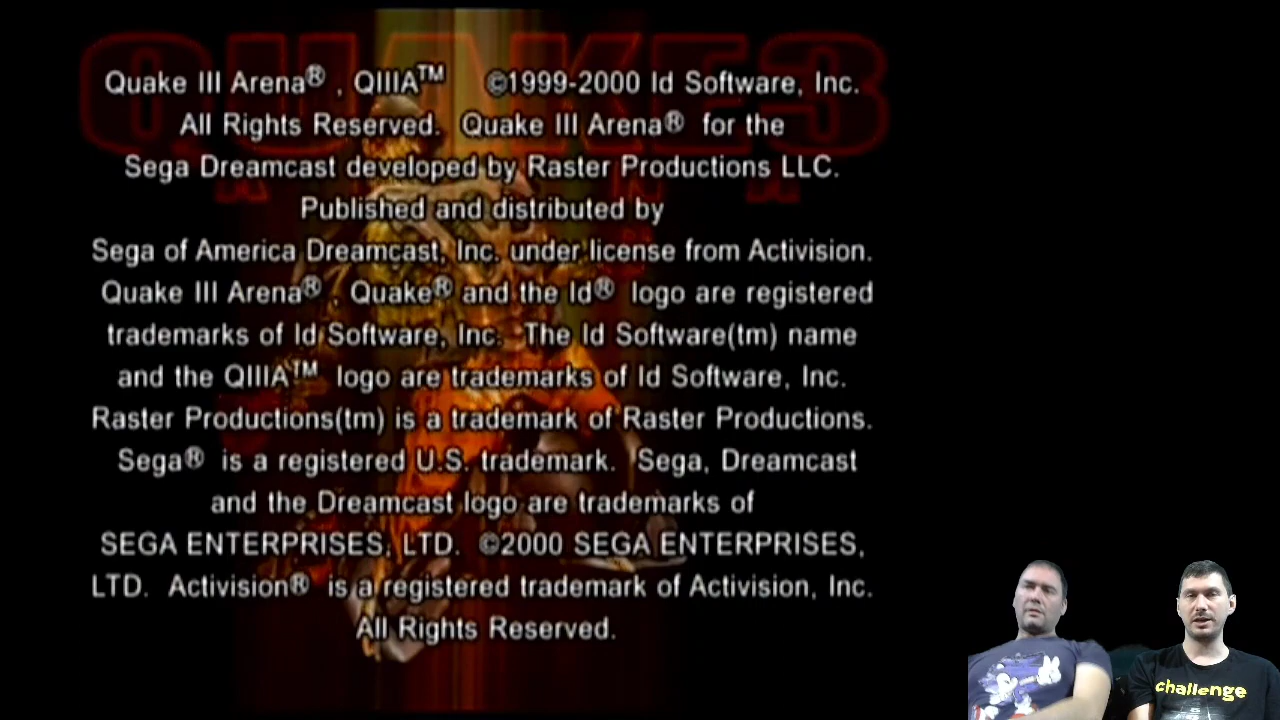 QUAKE3
Quake III Arena® , QIIIA™ ©1999-2000 Id Software, Inc.
All Rights Reserved. Quake III Arena® for the
Sega Dreamcast developed by Raster Productions LLC.
Published and distributed by
Sega of America Dreamcast, Inc. under license from Activision.
Quake III Arena® , Quake® and the Id® logo are registered
trademarks of Id Software, Inc. The Id Software(tm) name
and the QIIIA™ logo are trademarks of Id Software, Inc.
Raster Productions(tm) is a trademark of Raster Productions.
Sega® is a registered U.S. trademark. Sega, Dreamcast
and the Dreamcast logo are trademarks of
SEGA ENTERPRISES, LTD. ©2000 SEGA ENTERPRISES,
LTD. Activision® is a registered trademark of Activision, Inc.
All Rights Reserved.
challenge